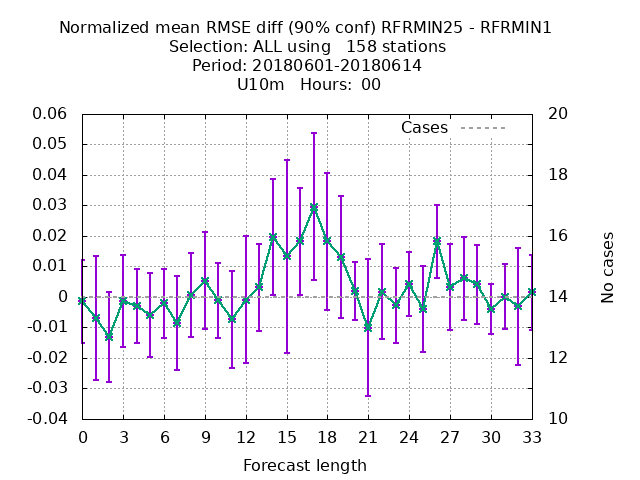 Normalized mean RMSE diff (90% conf) RFRMIN25 - RFRMIN1
Selection: ALL using   158 stations
Period: 20180601-20180614
U10m   Hours:  00
Cases
0.06
0.05
0.04
0.03
0.02
0.01
0
-0.01
-0.02
-0.03
-0.04
20
18
16
14
12
10
No cases
0 3 6 9 12 15 18 21 24 27 30 33
Forecast length